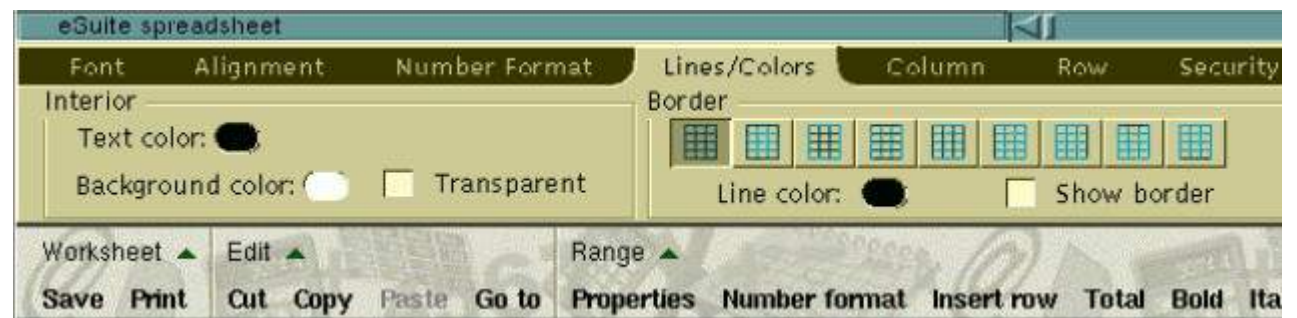 eSuite spreadsheet
Font Alignment Number Format Lines/Colors Column Row Security
Interior Border
Text color:
Background color: Transparent Line color: Show border
Worksheet Edit Range
Save Print Cut Copy Paste Go to Properties Number format Insert row Total Bold Ita